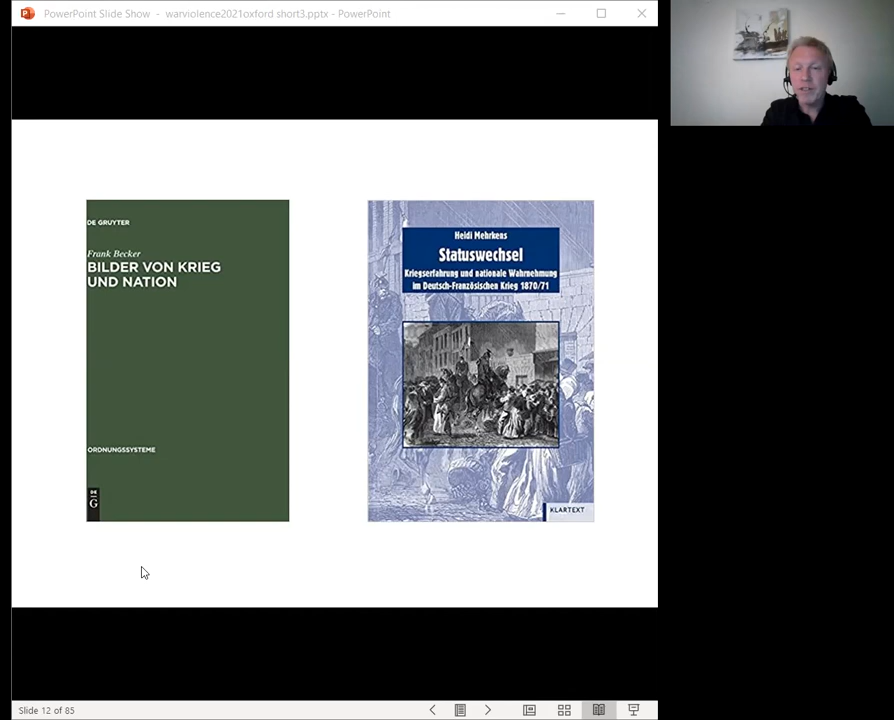 PowerPoint Slide Show - warviolence2021oxford short3.pptx - PowerPoint
DE GRUYTER
Frank Becker
BILDER VON KRIEG
UND NATION
ORDNUNGSSYSTEME
DE
G
Heidi Mehrkens
Statuswechsel
Kriegserfahrung und nationale Wahrnehmung
im Deutsch-Französischen Krieg 1870/71
KLARTEXT
Slide 12 of 85